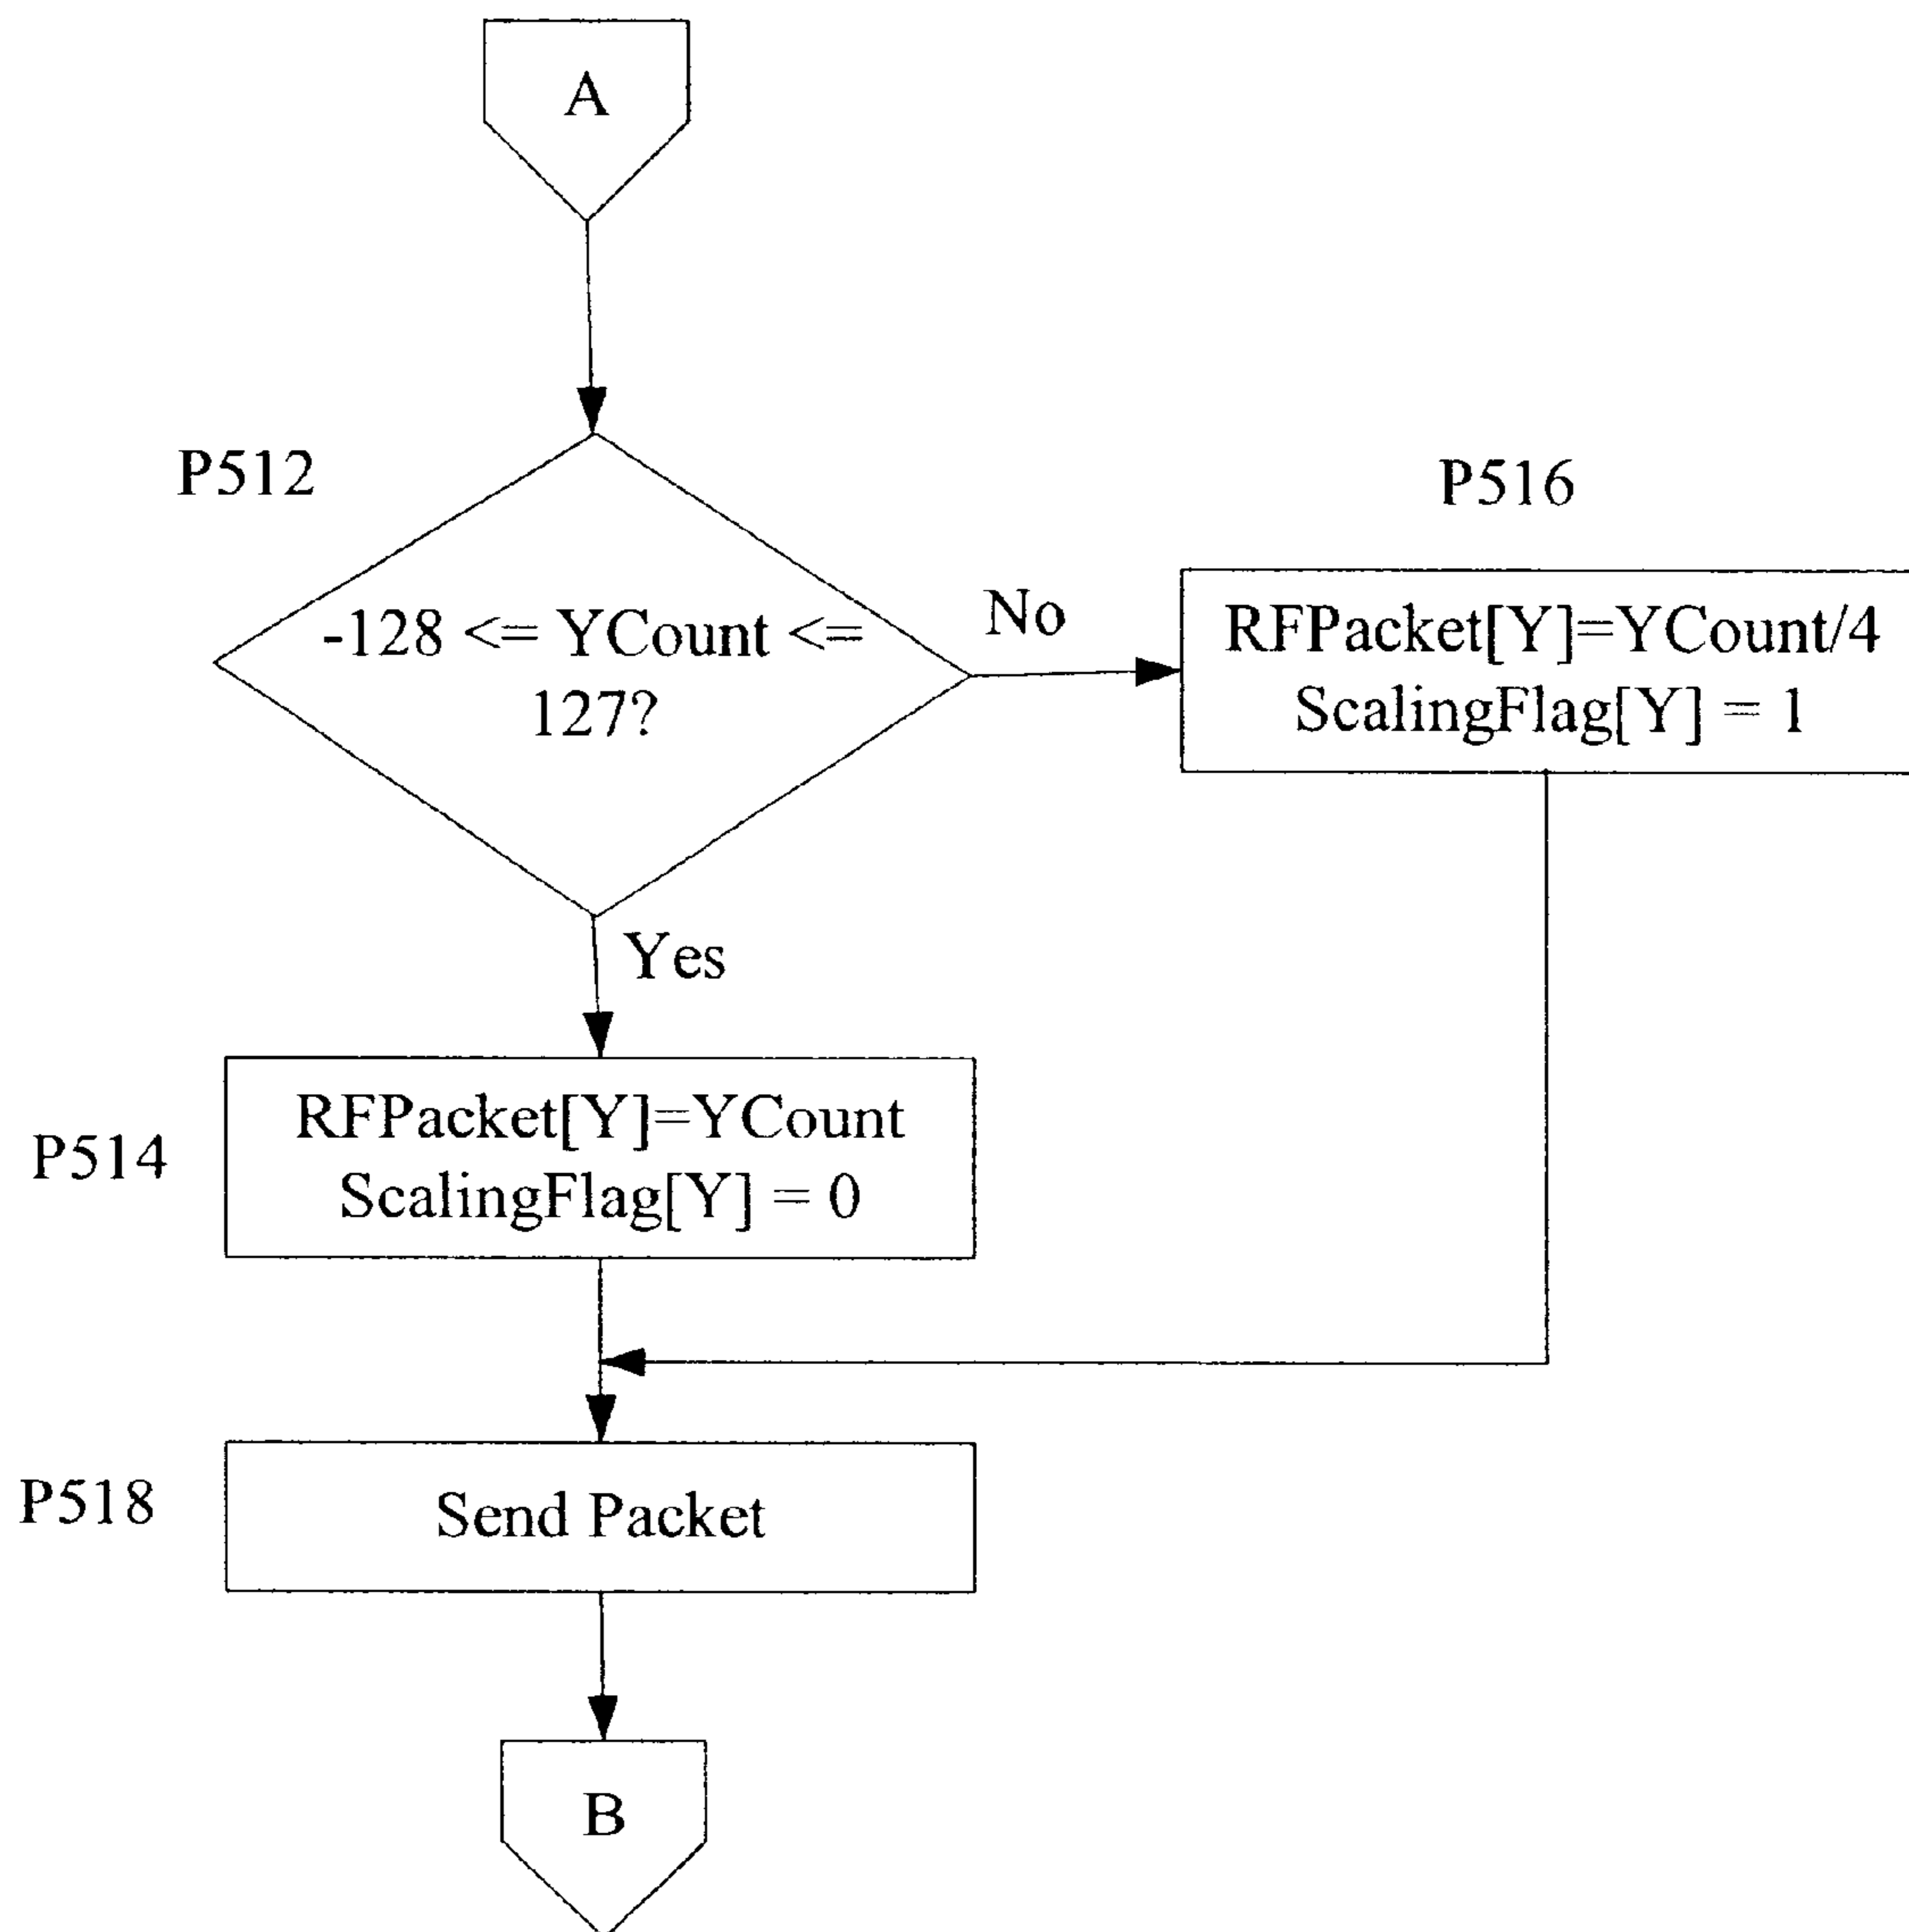 A
P512
-128 <= YCount <=
127?
No
P516
RFPacket[Y]=YCount/4
ScalingFlag[Y] = 1
Yes
P514
RFPacket[Y]=YCount
ScalingFlag[Y] = 0
P518
Send Packet
B